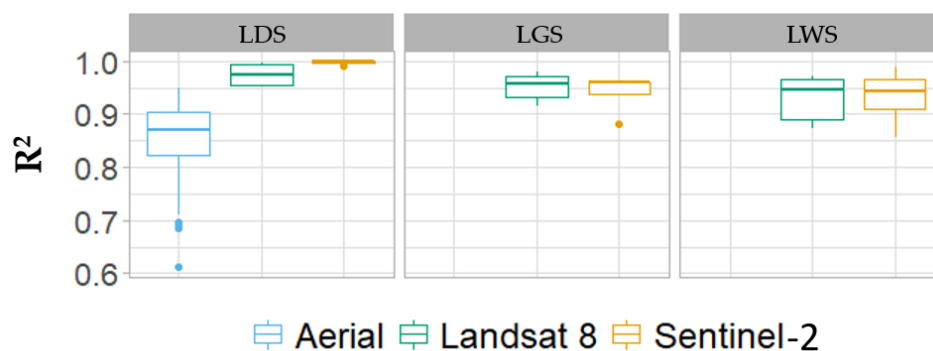 LDS LGS LWS
1.0
0.9
0.8
0.7
0.6
R²
Aerial Landsat 8 Sentinel-2